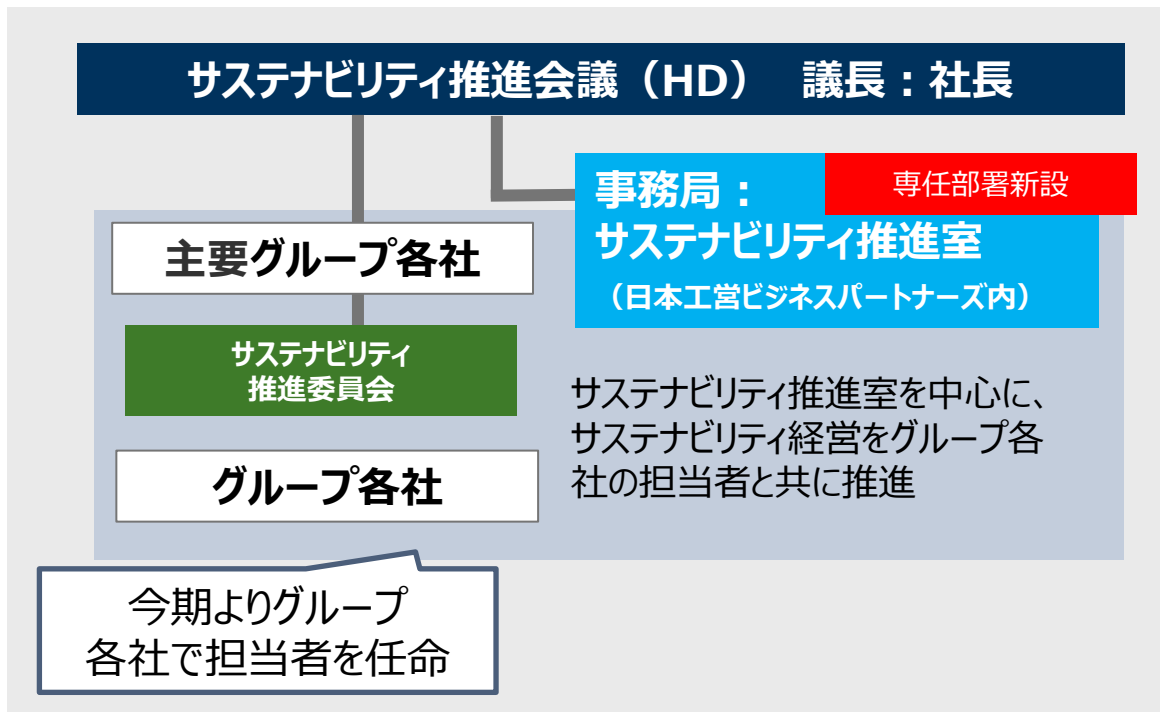 サステナビリティ推進会議（HD）　議長：社長
事務局：
専任部署新設
サステナビリティ推進室
（日本工営ビジネスパートナーズ内）
主要グループ各社
サステナビリティ
推進委員会
サステナビリティ推進室を中心に、
サステナビリティ経営をグループ各
社の担当者と共に推進
グループ各社
今期よりグループ
各社で担当者を任命